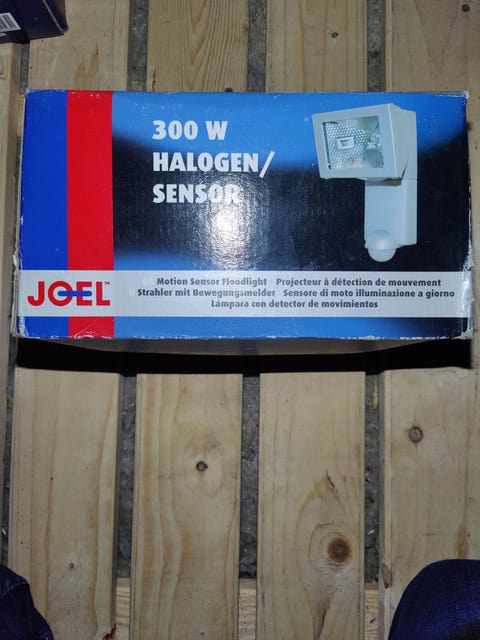 300 W
HALOGEN/
SENSOR
JOEL™
Motion Sensor Floodlight Projecteur à détection de mouvement
Strahler mit Bewegungsmelder Sensore di moto illuminazione a giorno
Lámpara con detector de movimientos